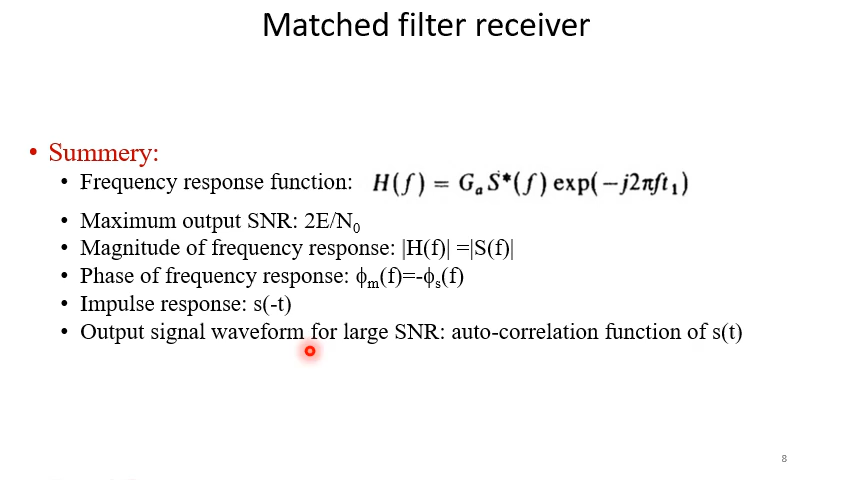 Matched filter receiver
• Summery:
• Frequency response function: H(f) = GₐS*(f) exp(−j2πft₁)
• Maximum output SNR: 2E/N₀
• Magnitude of frequency response: |H(f)| =|S(f)|
• Phase of frequency response: ϕₘ(f)=-ϕₛ(f)
• Impulse response: s(-t)
• Output signal waveform for large SNR: auto-correlation function of s(t)
8